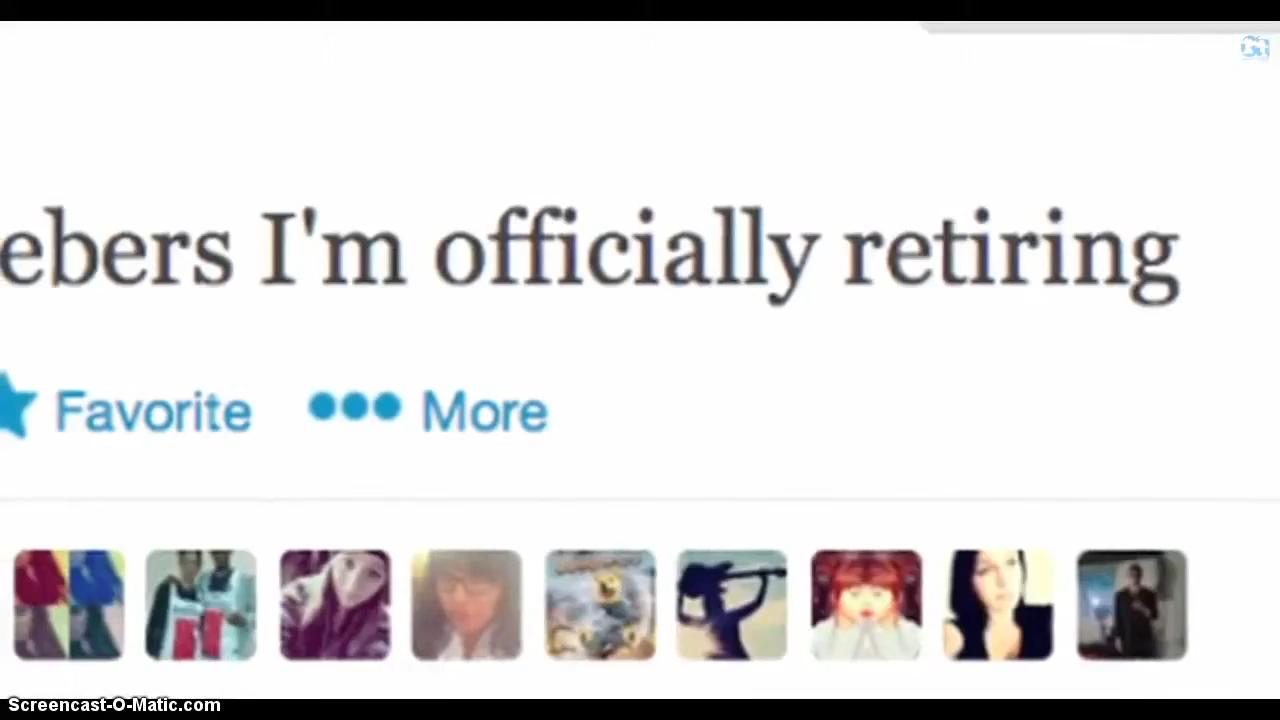 ebers I'm officially retiring
Favorite ••• More
Screencast-O-Matic.com